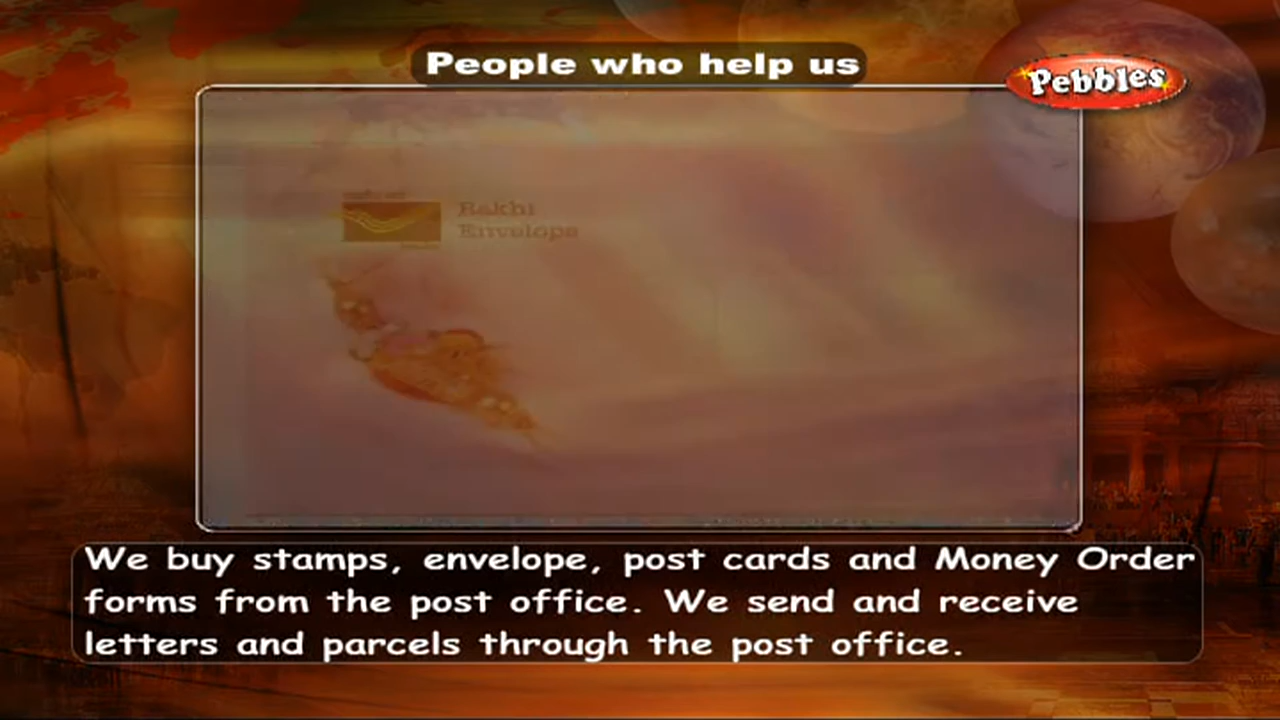 People who help us
Pebbles
Rakhi
Envelope
We buy stamps, envelope, post cards and Money Order
forms from the post office. We send and receive
letters and parcels through the post office.